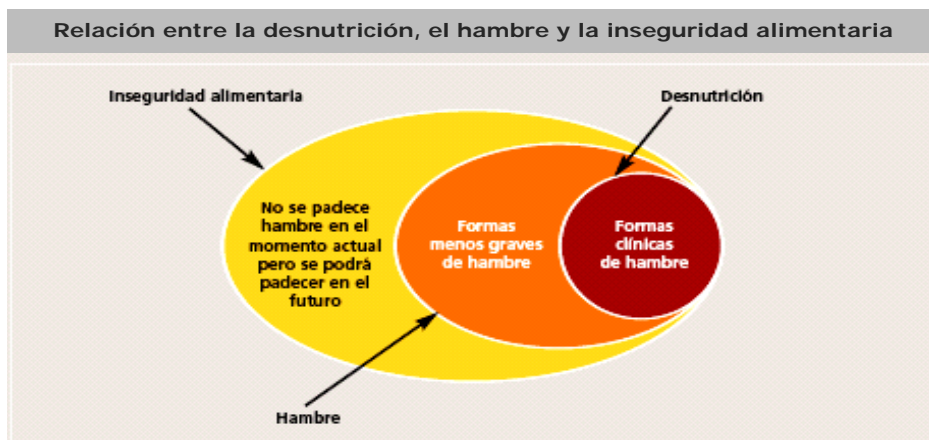 Relación entre la desnutrición, el hambre y la inseguridad alimentaria
Inseguridad alimentaria
Desnutrición
No se padece
hambre en el
momento actual
pero se podrá
padecer en el
futuro
Formas
menos graves
de hambre
Formas
clínicas
de hambre
Hambre